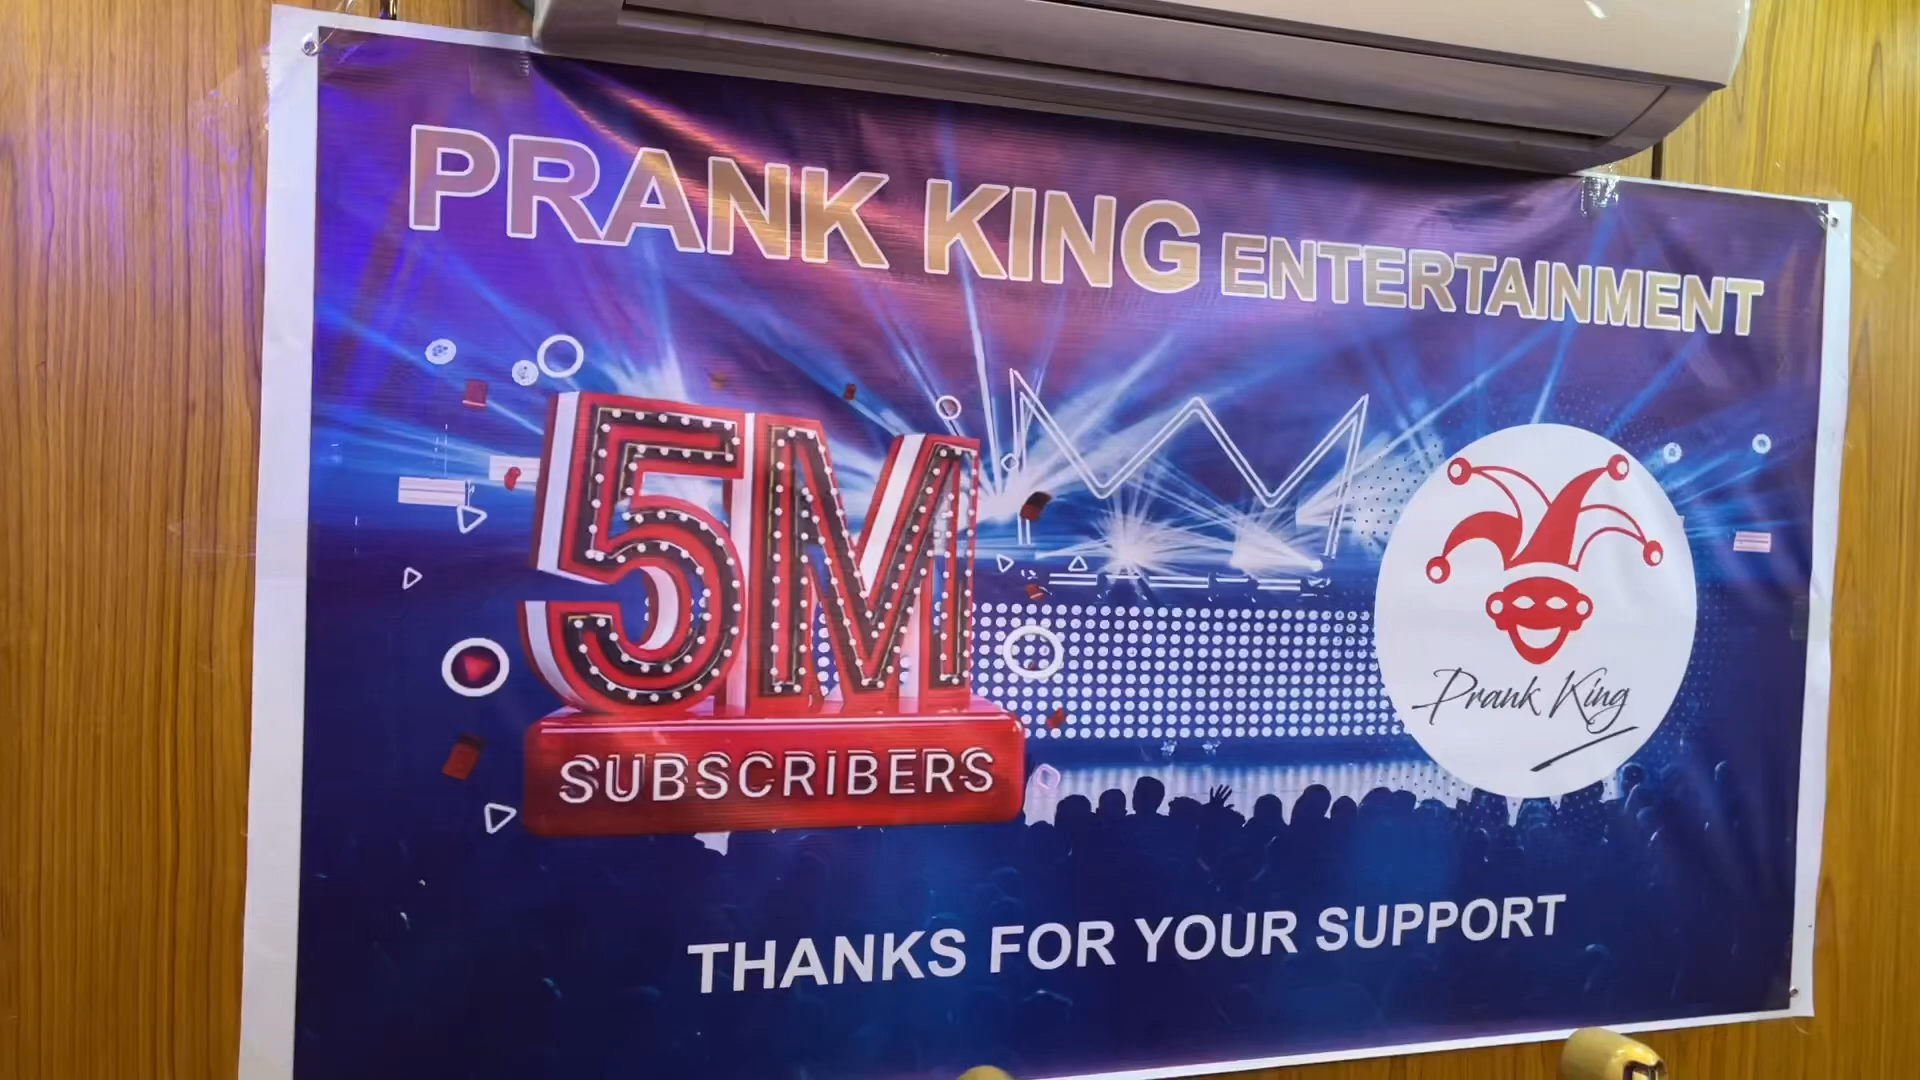 PRANK KING ENTERTAINMENT
5M
SUBSCRIBERS
Prank King
THANKS FOR YOUR SUPPORT